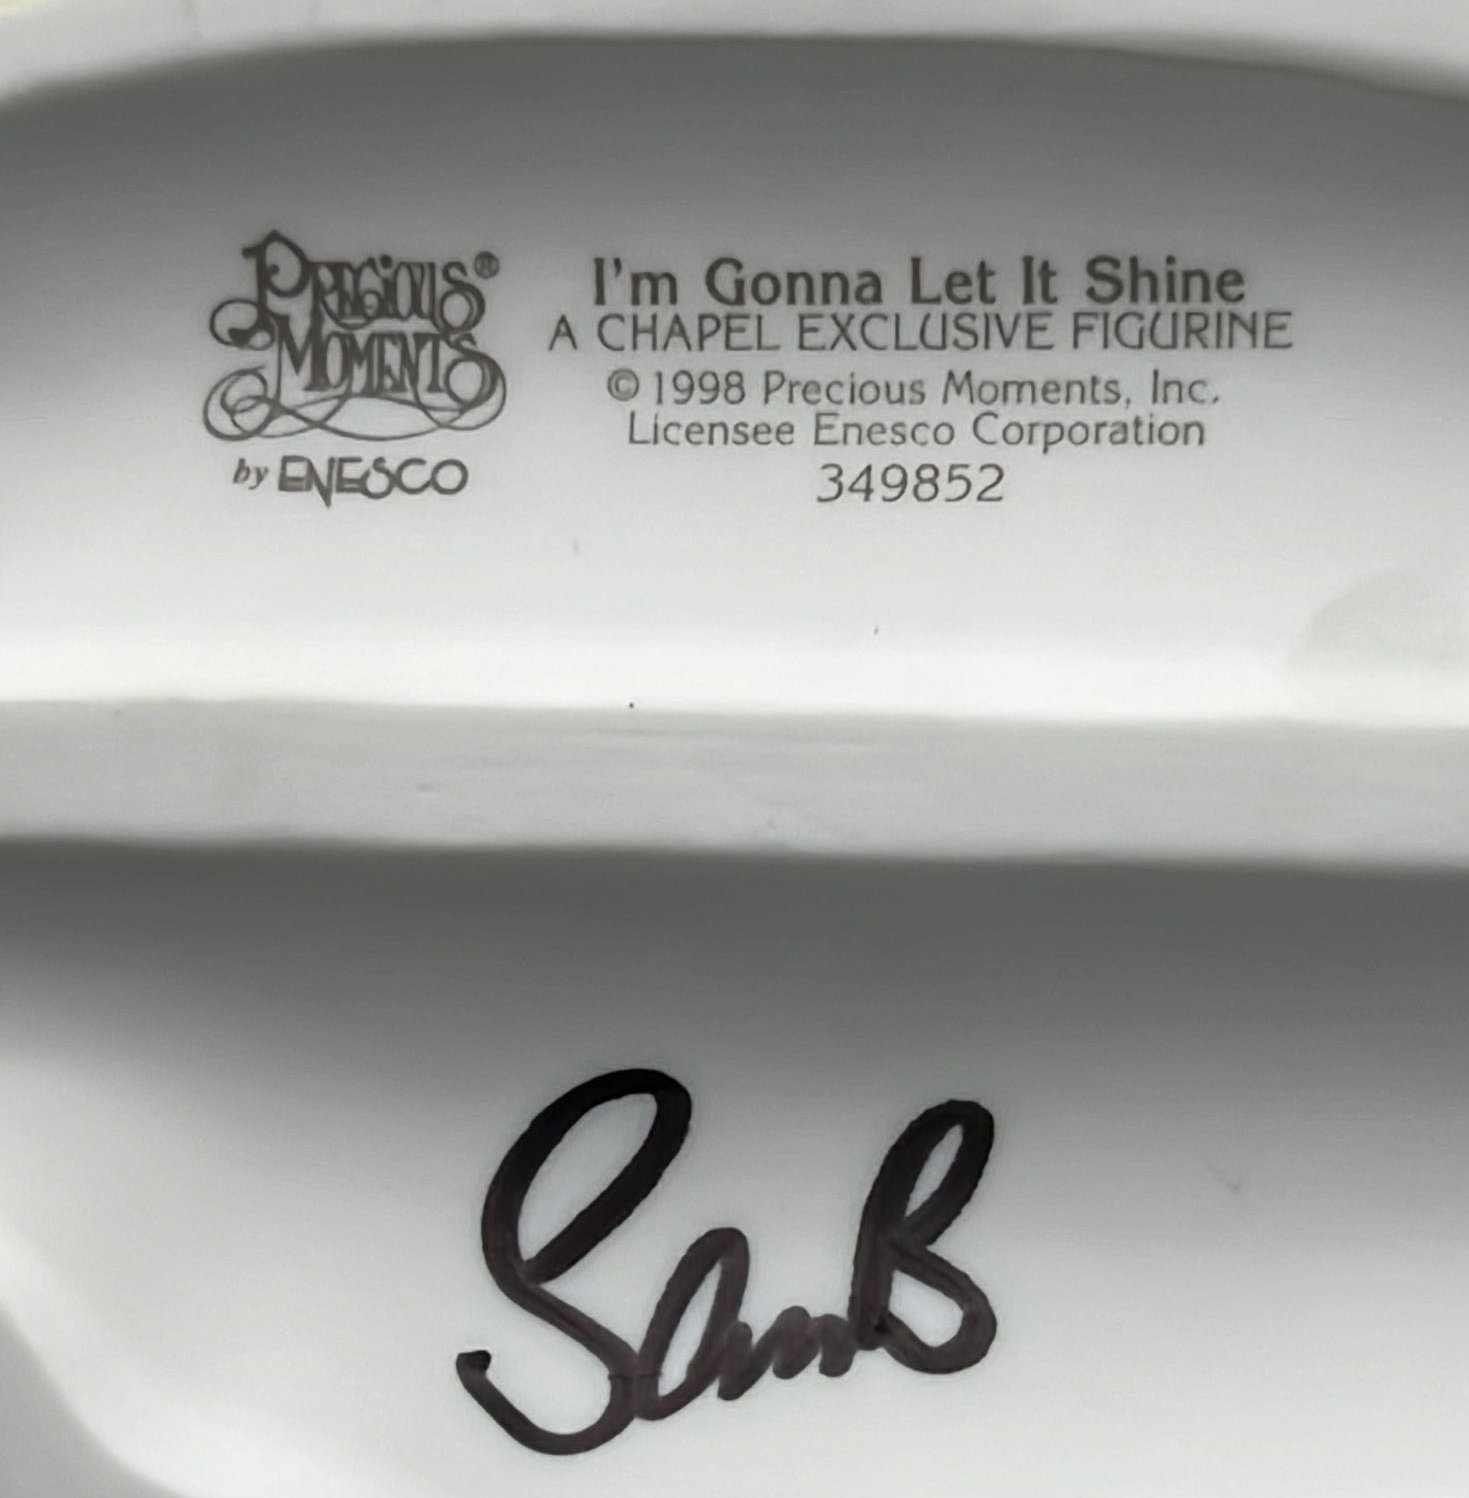 PRECIOUS®
MOMENTS
by ENESCO
I'm Gonna Let It Shine
A CHAPEL EXCLUSIVE FIGURINE
© 1998 Precious Moments, Inc.
Licensee Enesco Corporation
349852
Sam B